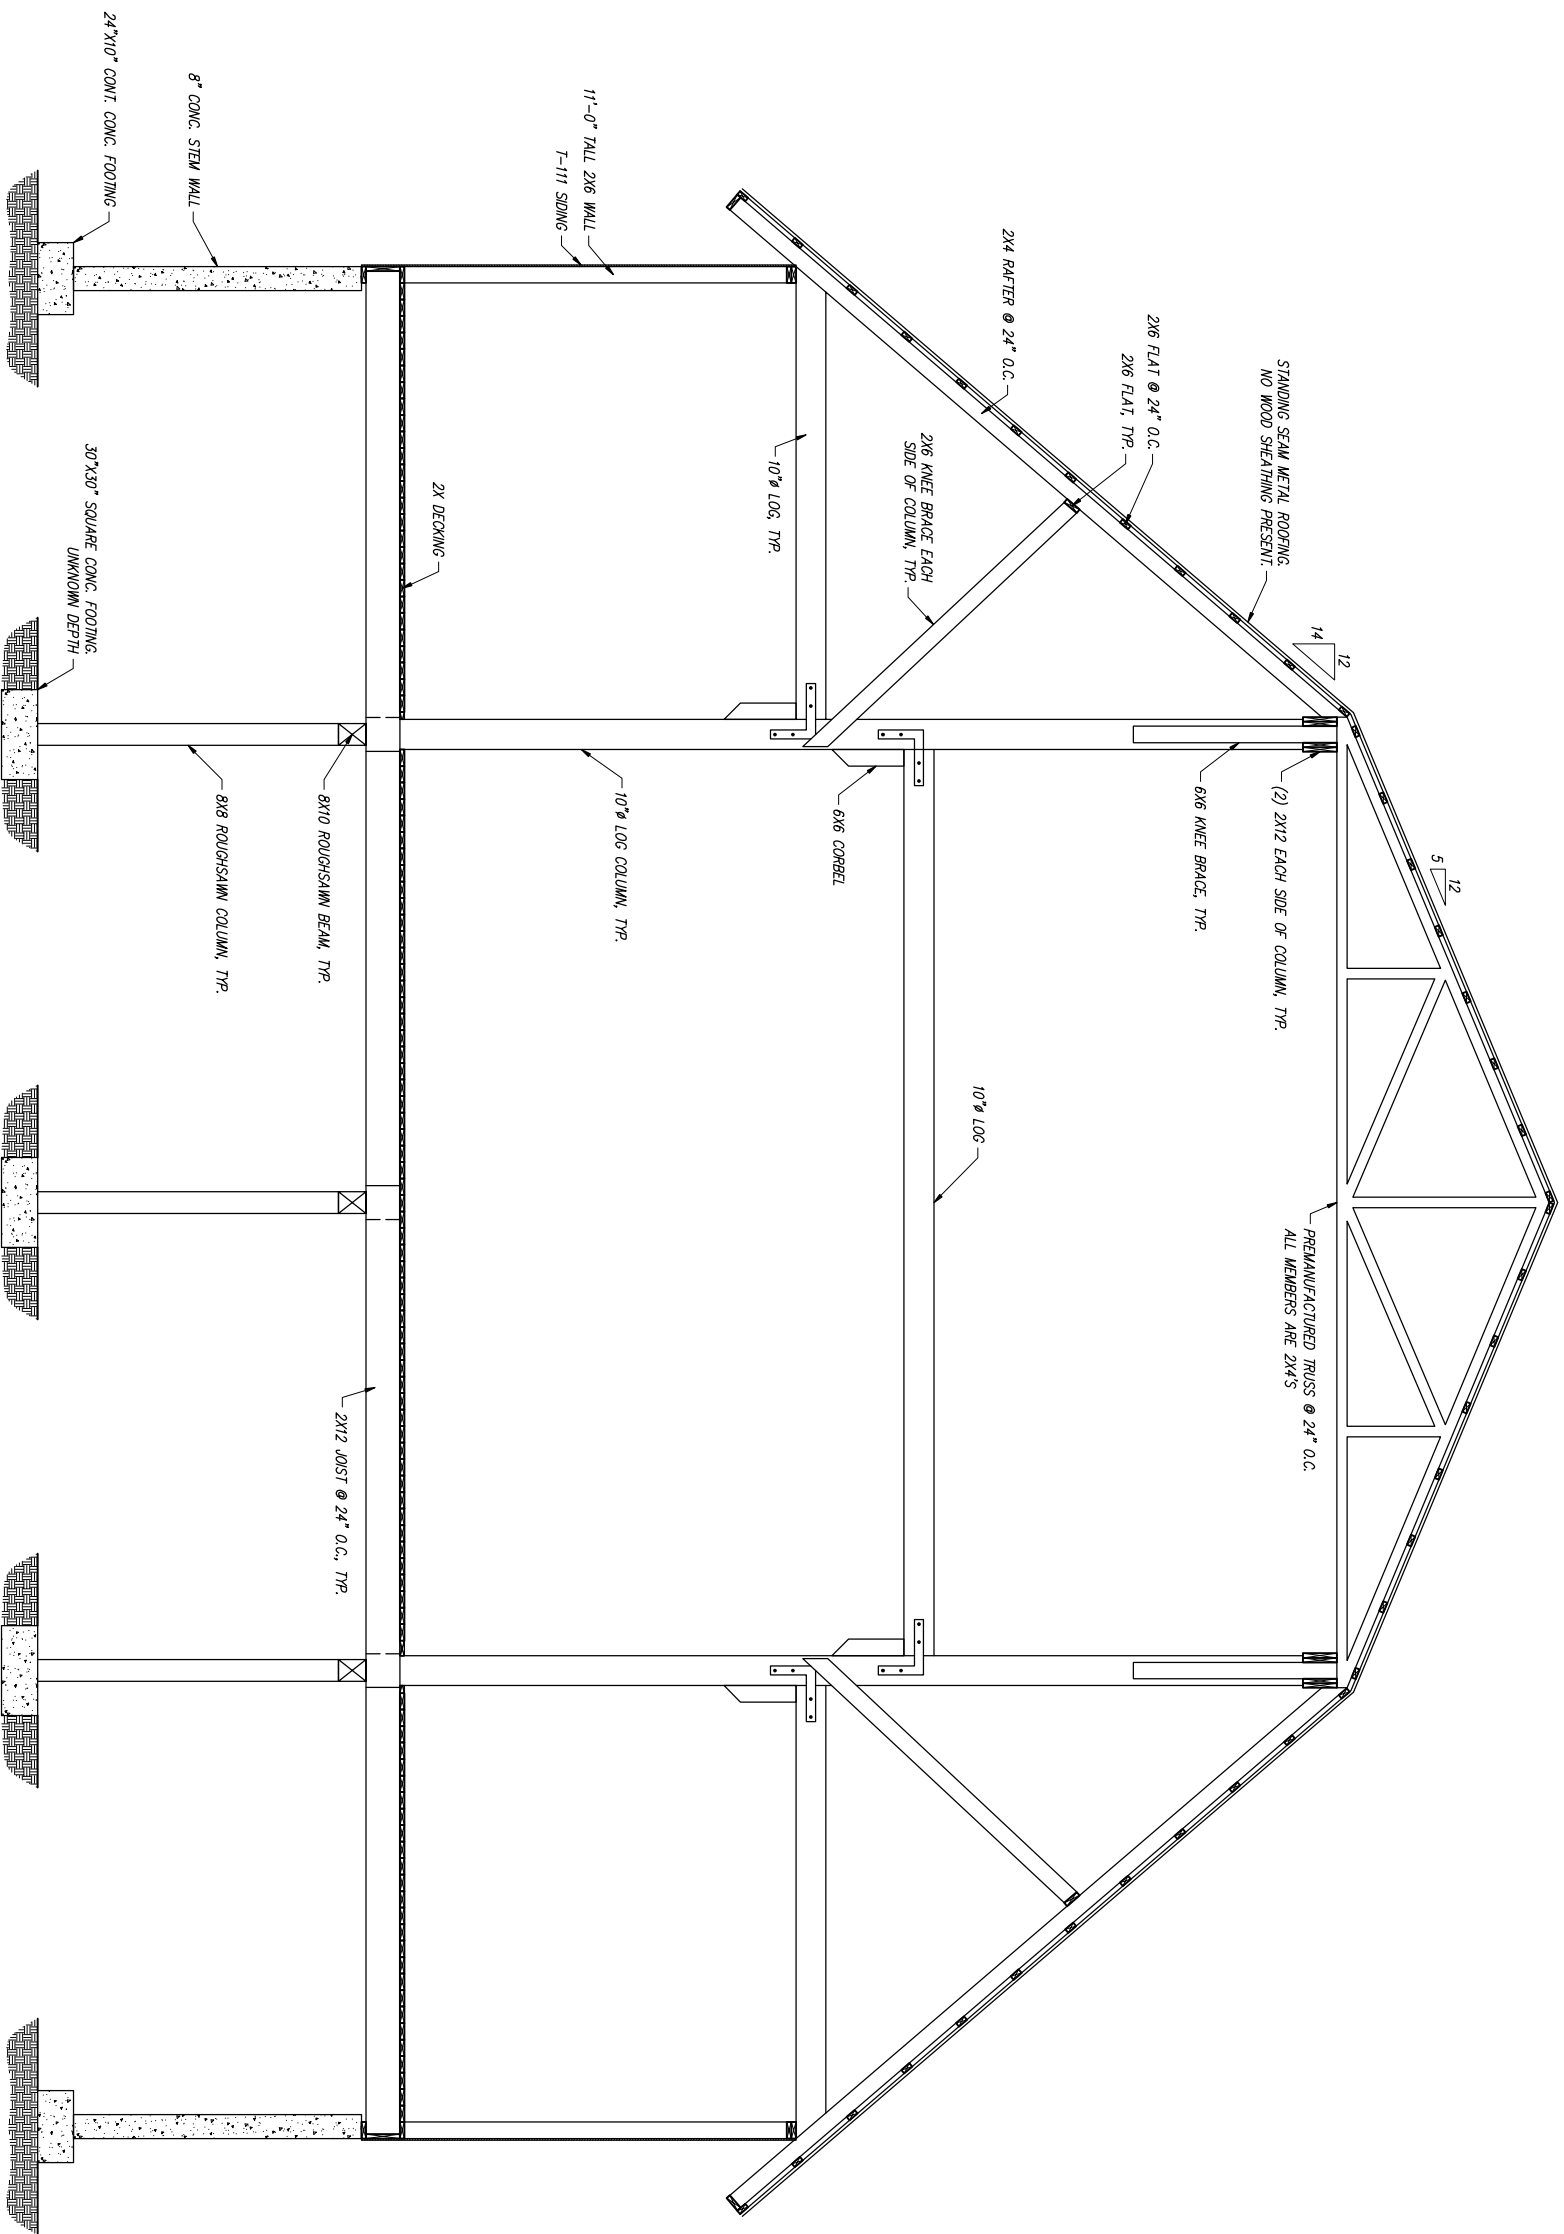 12
5
12
14
STANDING SEAM METAL ROOFING.
NO WOOD SHEATHING PRESENT.
PREMANUFACTURED TRUSS @ 24" O.C.
ALL MEMBERS ARE 2X4'S
(2) 2X12 EACH SIDE OF COLUMN, TYP.
6X6 KNEE BRACE, TYP.
2X6 FLAT @ 24" O.C.
2X6 FLAT, TYP.
2X4 RAFTER @ 24" O.C.
10"ø LOG
2X6 KNEE BRACE EACH
SIDE OF COLUMN, TYP.
6X6 CORBEL
10"ø LOG, TYP.
11'-0" TALL 2X6 WALL
T-111 SIDING
10"ø LOG COLUMN, TYP.
2X DECKING
2X12 JOIST @ 24" O.C., TYP.
8X10 ROUGHSAWN BEAM, TYP.
8X8 ROUGHSAWN COLUMN, TYP.
8" CONC. STEM WALL
24"X10" CONT. CONC. FOOTING
30"X30" SQUARE CONC. FOOTING.
UNKNOWN DEPTH